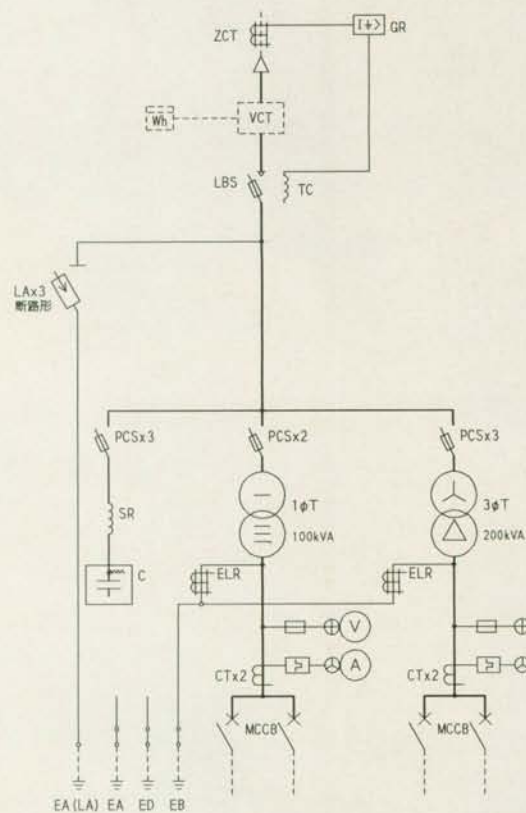 ZCT
I⏚>
GR
Wh
VCT
LBS
TC
LAx3
断路形
PCSx3
PCSx2
PCSx3
1φT
100kVA
3φT
200kVA
SR
C
ELR
ELR
V
A
CTx2
CTx2
MCCB
MCCB
EA(LA)
EA
ED
EB